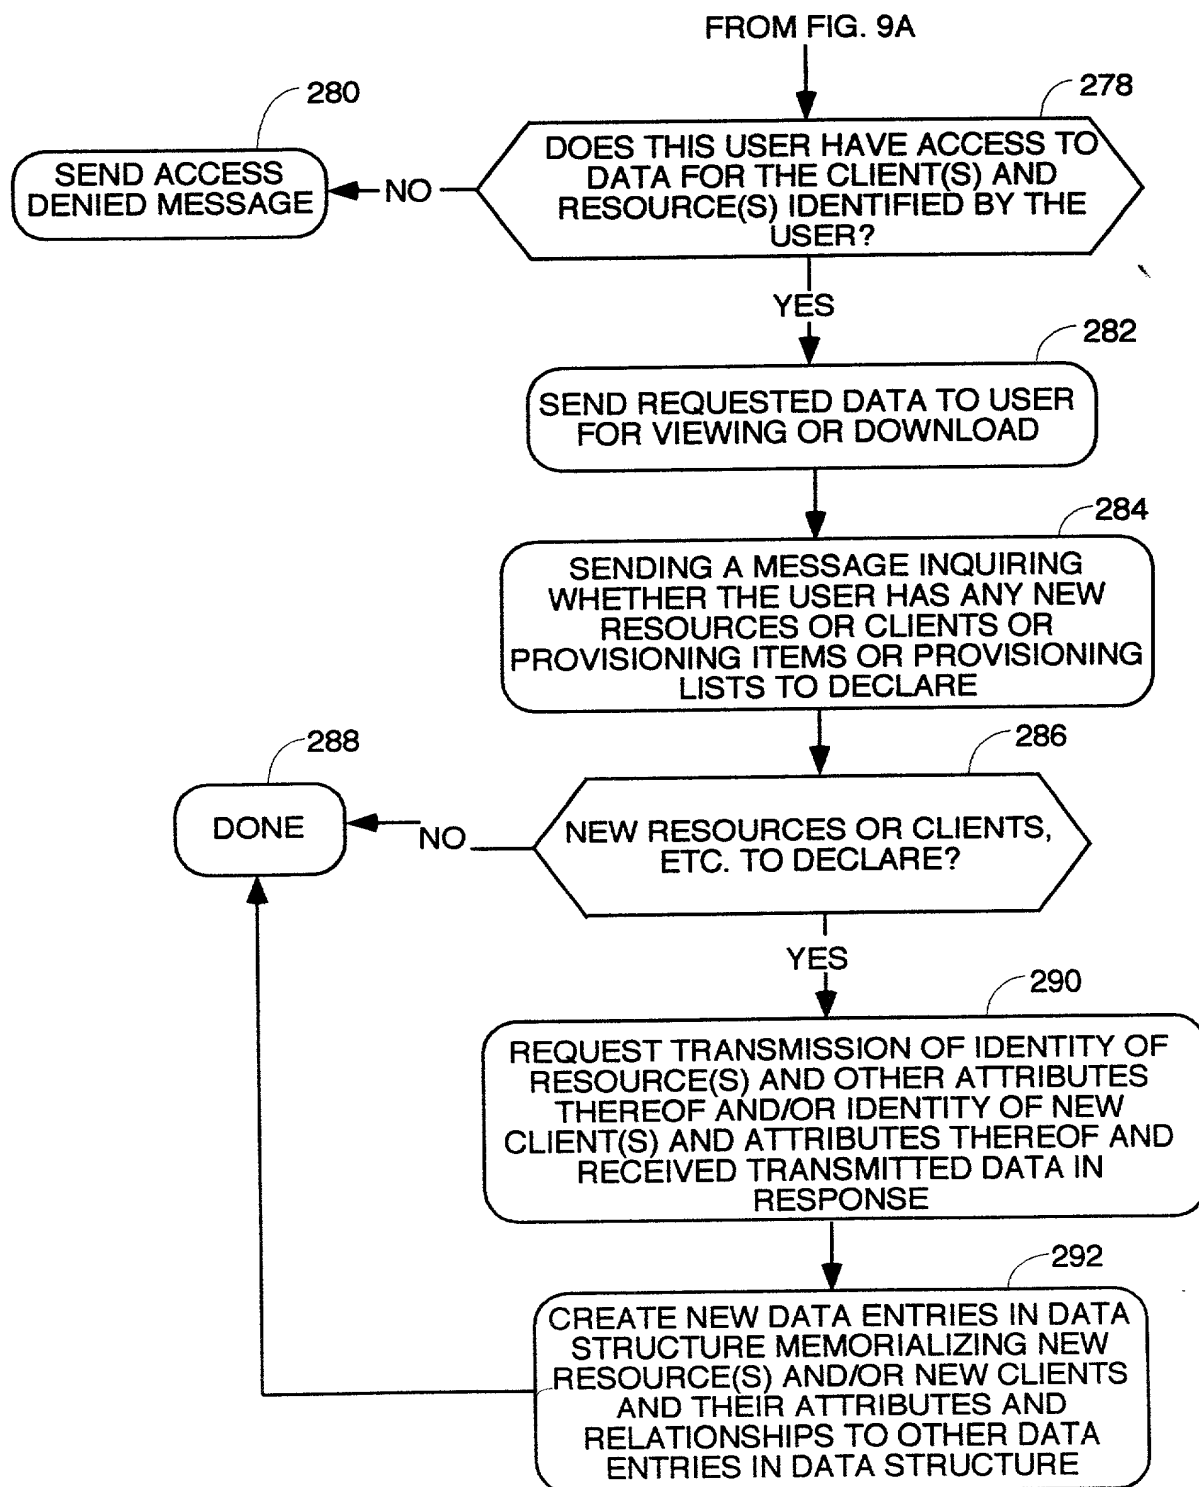 FROM FIG. 9A
280
278
SEND ACCESS
DENIED MESSAGE
NO
DOES THIS USER HAVE ACCESS TO
DATA FOR THE CLIENT(S) AND
RESOURCE(S) IDENTIFIED BY THE
USER?
YES
282
SEND REQUESTED DATA TO USER
FOR VIEWING OR DOWNLOAD
284
SENDING A MESSAGE INQUIRING
WHETHER THE USER HAS ANY NEW
RESOURCES OR CLIENTS OR
PROVISIONING ITEMS OR PROVISIONING
LISTS TO DECLARE
288
286
DONE
NO
NEW RESOURCES OR CLIENTS,
ETC. TO DECLARE?
YES
290
REQUEST TRANSMISSION OF IDENTITY OF
RESOURCE(S) AND OTHER ATTRIBUTES
THEREOF AND/OR IDENTITY OF NEW
CLIENT(S) AND ATTRIBUTES THEREOF AND
RECEIVED TRANSMITTED DATA IN
RESPONSE
292
CREATE NEW DATA ENTRIES IN DATA
STRUCTURE MEMORIALIZING NEW
RESOURCE(S) AND/OR NEW CLIENTS
AND THEIR ATTRIBUTES AND
RELATIONSHIPS TO OTHER DATA
ENTRIES IN DATA STRUCTURE